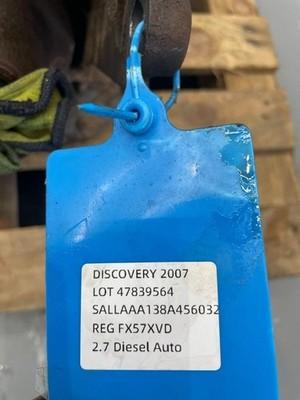 DISCOVERY 2007
LOT 47839564
SALLAAA138A456032
REG FX57XVD
2.7 Diesel Auto